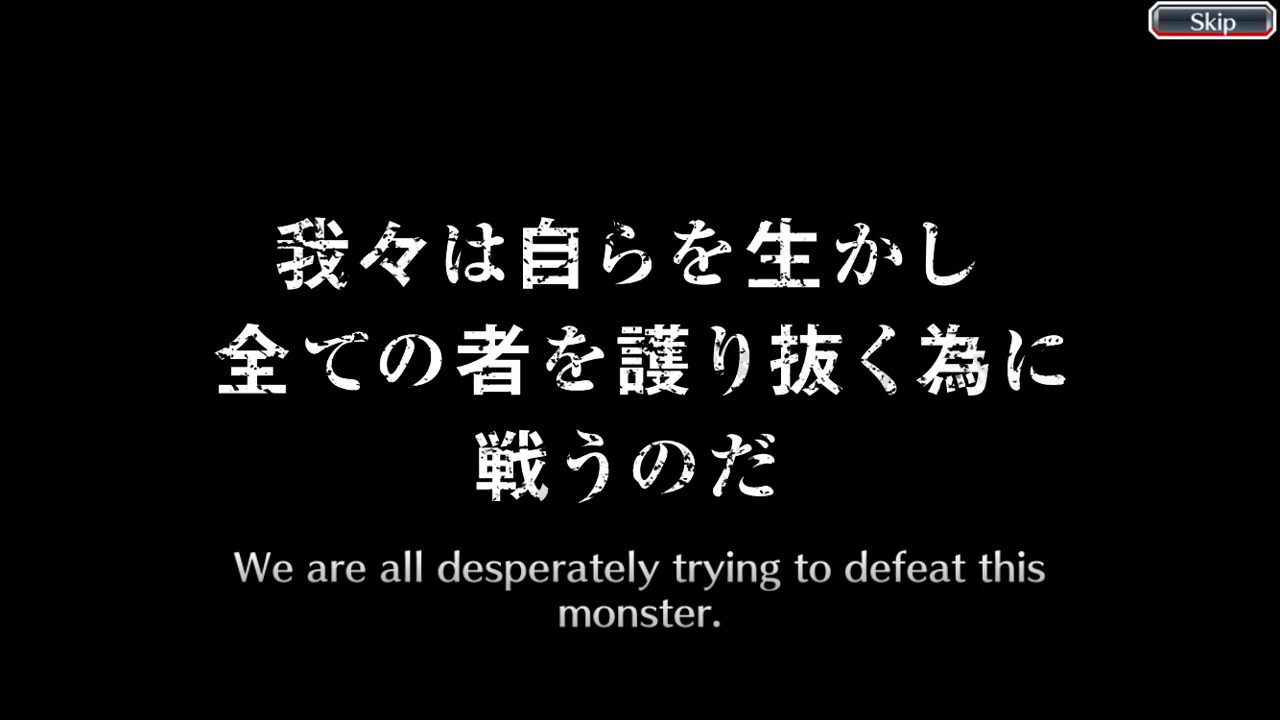 Skip
我々は自らを生かし
全ての者を護り抜く為に
戦うのだ
We are all desperately trying to defeat this
monster.